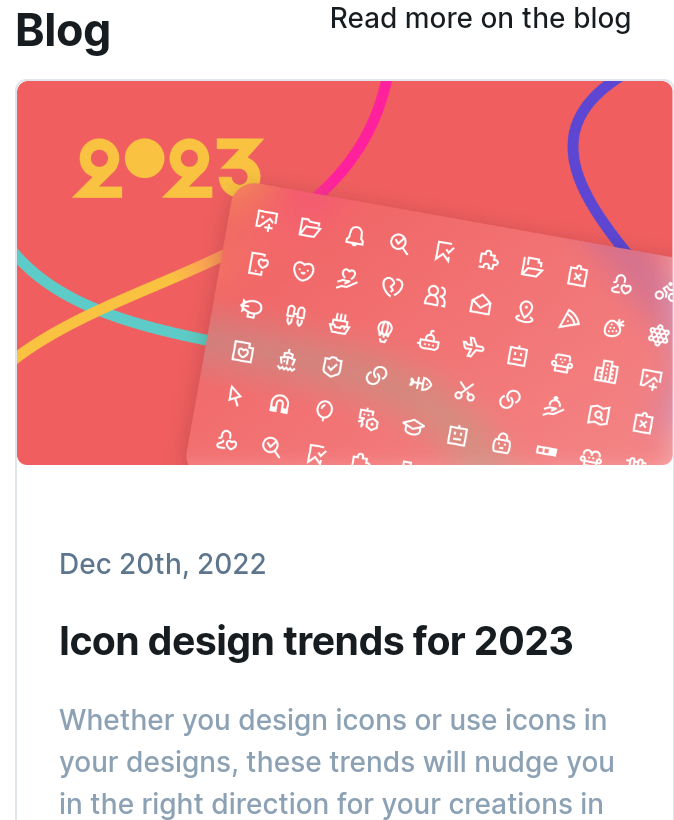 Blog
Read more on the blog
2023
Dec 20th, 2022
Icon design trends for 2023
Whether you design icons or use icons in
your designs, these trends will nudge you
in the right direction for your creations in